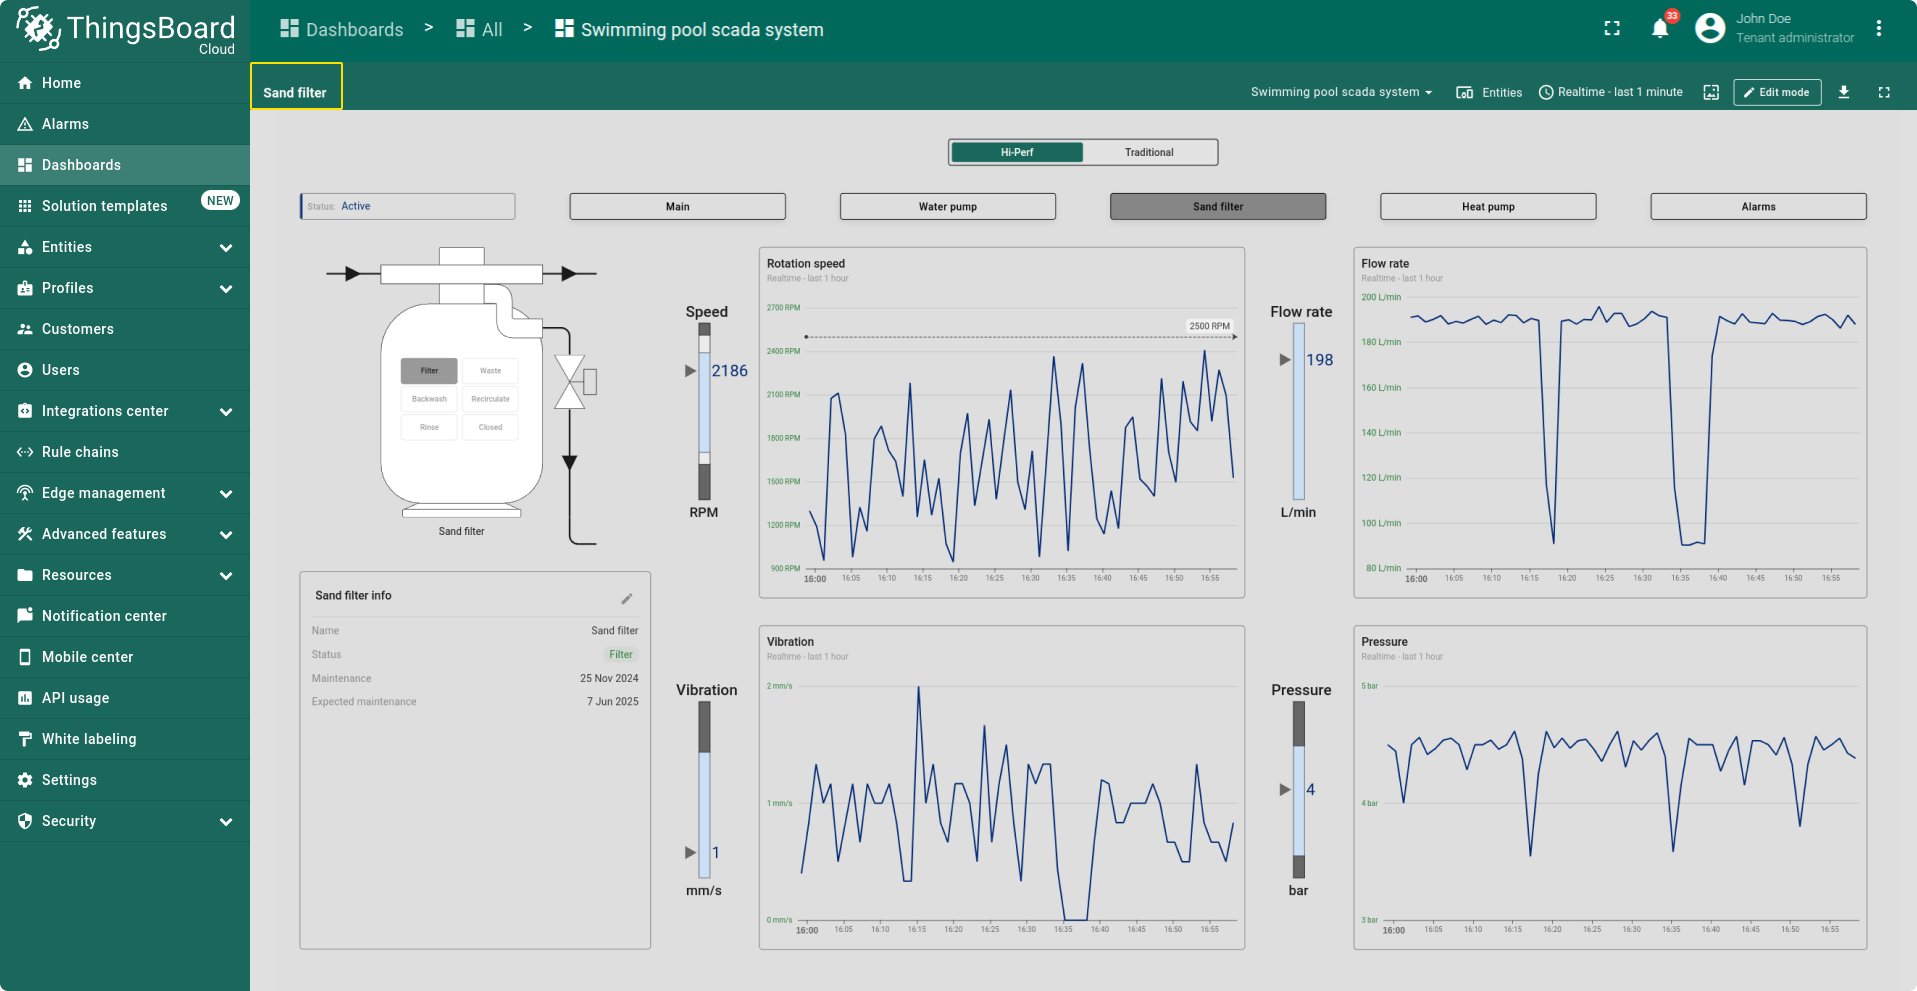 ThingsBoard
Cloud
Dashboards > All > Swimming pool scada system
33
John Doe
Tenant administrator
Home
Alarms
Dashboards
Solution templates NEW
Entities
Profiles
Customers
Users
Integrations center
Rule chains
Edge management
Advanced features
Resources
Notification center
Mobile center
API usage
White labeling
Settings
Security
Sand filter
Swimming pool scada system
Entities
Realtime - last 1 minute
Edit mode
Hi-Perf
Traditional
Status: Active
Main
Water pump
Sand filter
Heat pump
Alarms
Filter
Waste
Backwash
Recirculate
Rinse
Closed
Sand filter
Speed
2186
RPM
Rotation speed
Realtime - last 1 hour
2700 RPM
2500 RPM
2400 RPM
2100 RPM
1800 RPM
1500 RPM
1200 RPM
900 RPM
16:00 16:05 16:10 16:15 16:20 16:25 16:30 16:35 16:40 16:45 16:50 16:55
Flow rate
198
L/min
Flow rate
Realtime - last 1 hour
200 L/min
180 L/min
160 L/min
140 L/min
120 L/min
100 L/min
80 L/min
16:00 16:05 16:10 16:15 16:20 16:25 16:30 16:35 16:40 16:45 16:50 16:55
Sand filter info
Name Sand filter
Status Filter
Maintenance 25 Nov 2024
Expected maintenance 7 Jun 2025
Vibration
1
mm/s
Vibration
Realtime - last 1 hour
2 mm/s
1 mm/s
0 mm/s
16:00 16:05 16:10 16:15 16:20 16:25 16:30 16:35 16:40 16:45 16:50 16:55
Pressure
4
bar
Pressure
Realtime - last 1 hour
5 bar
4 bar
3 bar
16:00 16:05 16:10 16:15 16:20 16:25 16:30 16:35 16:40 16:45 16:50 16:55